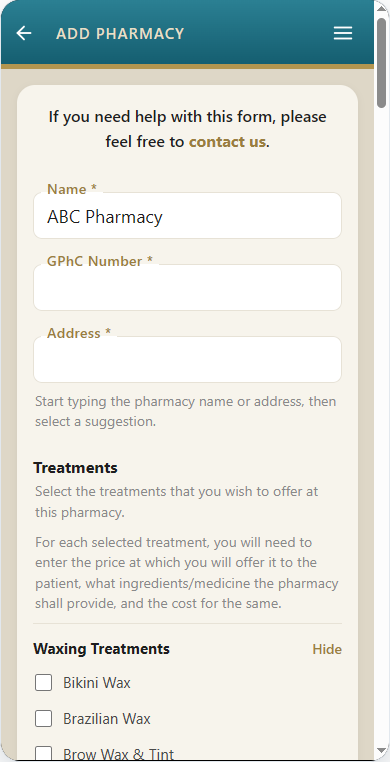 ADD PHARMACY
If you need help with this form, please
feel free to contact us.
Name *
ABC Pharmacy
GPhC Number *
Address *
Start typing the pharmacy name or address, then
select a suggestion.
Treatments
Select the treatments that you wish to offer at
this pharmacy.
For each selected treatment, you will need to
enter the price at which you will offer it to the
patient, what ingredients/medicine the pharmacy
shall provide, and the cost for the same.
Waxing Treatments Hide
Bikini Wax
Brazilian Wax
Brow Wax & Tint